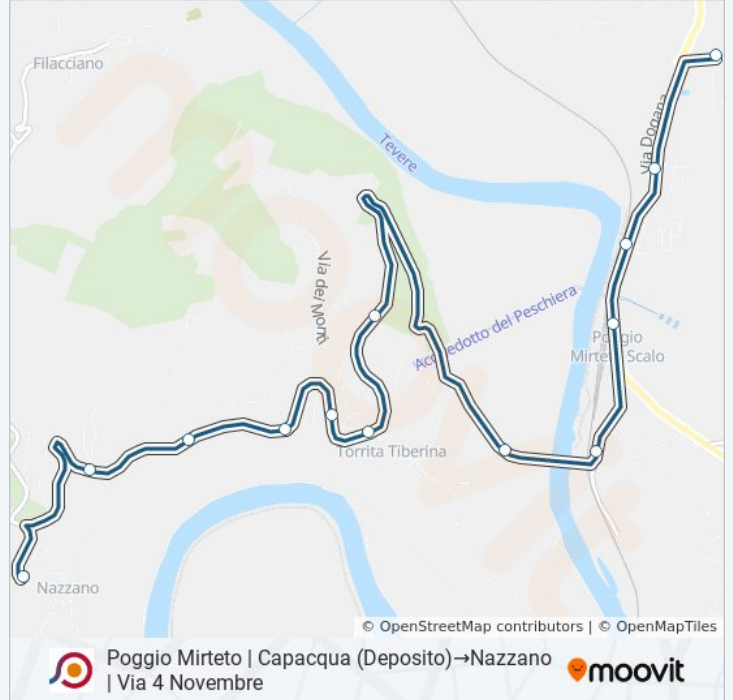 Filacciano
Via Dogana
Tevere
Via dei Monti
Acquedotto del Peschiera
Poggio
Mirteto Scalo
Torrita Tiberina
Nazzano
© OpenStreetMap contributors | © OpenMapTiles
Poggio Mirteto | Capacqua (Deposito)→Nazzano
| Via 4 Novembre
moovit